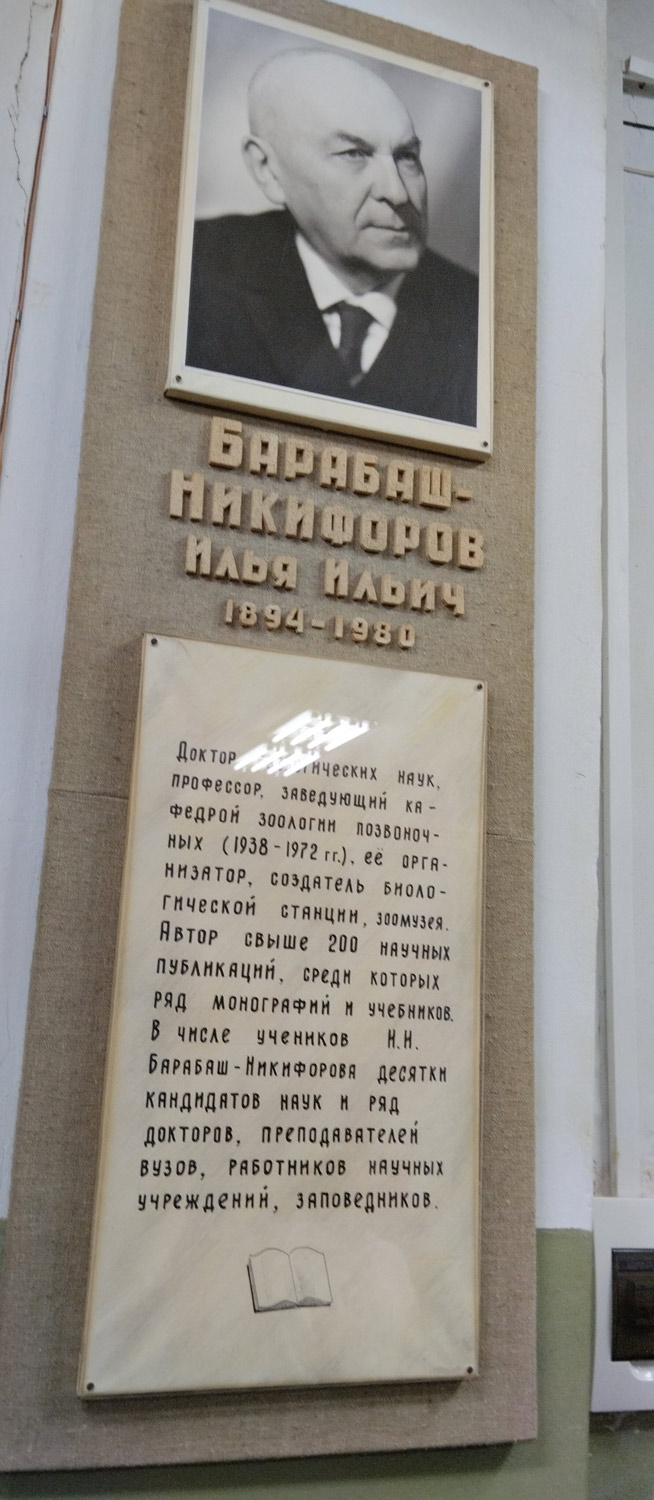 БАРАБАШ-
НИКИФОРОВ
ИЛЬЯ ИЛЬИЧ
1894-1980
ДОКТОР НАУК,
ПРОФЕССОР, ЗАВЕДУЮЩИЙ КА-
ФЕДРОЙ ЗООЛОГИИ ПОЗВОНОЧ-
НЫХ (1938-1972 гг.), ЕЁ ОРГА-
НИЗАТОР, СОЗДАТЕЛЬ БИОЛО-
ГИЧЕСКОЙ СТАНЦИИ, ЗООМУЗЕЯ.
АВТОР СВЫШЕ 200 НАУЧНЫХ
ПУБЛИКАЦИЙ, СРЕДИ КОТОРЫХ
РЯД МОНОГРАФИЙ И УЧЕБНИКОВ.
В ЧИСЛЕ УЧЕНИКОВ И.И.
БАРАБАШ-НИКИФОРОВА ДЕСЯТКИ
КАНДИДАТОВ НАУК И РЯД
ДОКТОРОВ, ПРЕПОДАВАТЕЛЕЙ
ВУЗОВ, РАБОТНИКОВ НАУЧНЫХ
УЧРЕЖДЕНИЙ, ЗАПОВЕДНИКОВ.